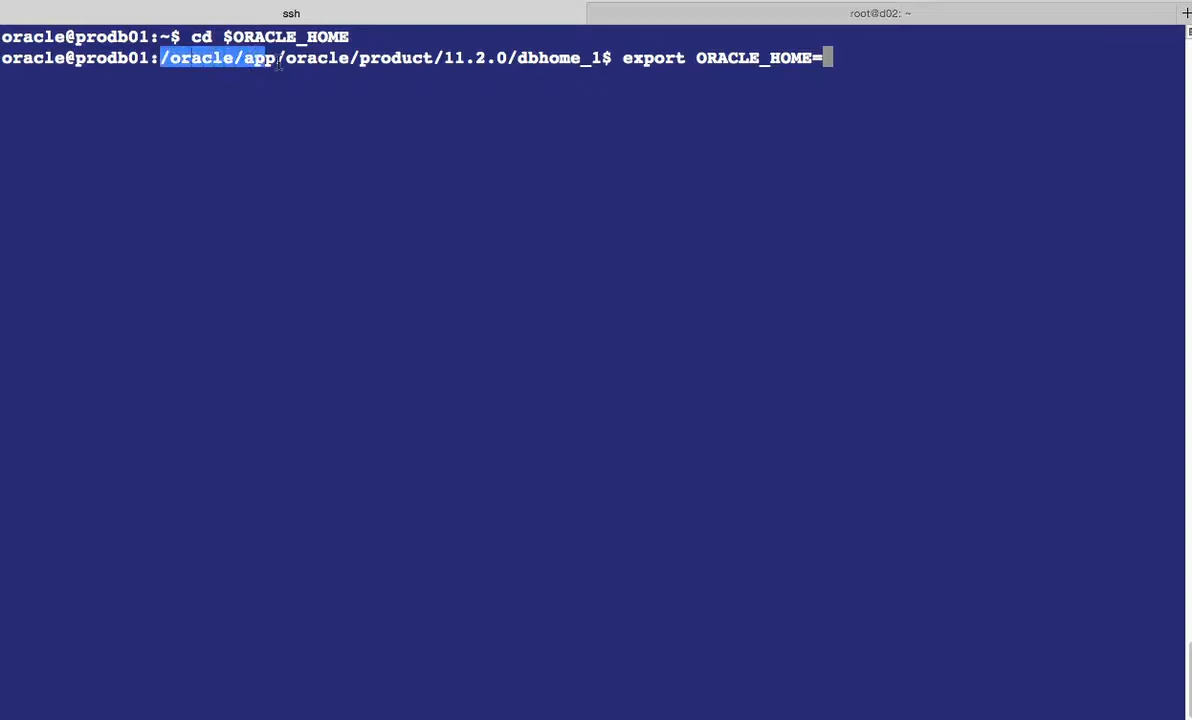 ssh
root@d02: ~
+
oracle@prodb01:~$ cd $ORACLE_HOME
oracle@prodb01:/oracle/app/oracle/product/11.2.0/dbhome_1$ export ORACLE_HOME=